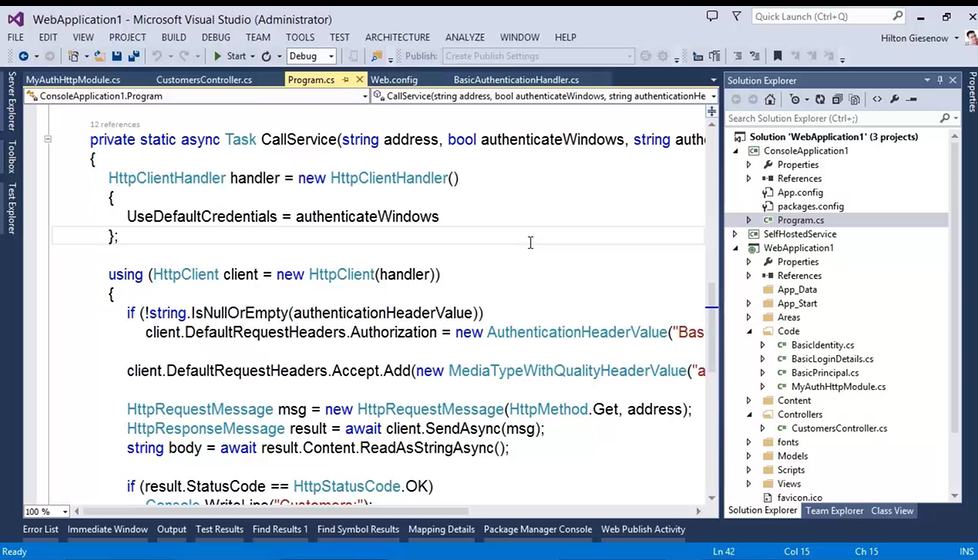 WebApplication1 - Microsoft Visual Studio (Administrator)
Quick Launch (Ctrl+Q)
FILE EDIT VIEW PROJECT BUILD DEBUG TEAM TOOLS TEST ARCHITECTURE ANALYZE WINDOW HELP
Hilton Giesenow
Start Debug Publish: Create Publish Settings
Server Explorer
Toolbox
Test Explorer
MyAuthHttpModule.cs CustomersController.cs Program.cs Web.config BasicAuthenticationHandler.cs
ConsoleApplication1.Program CallService(string address, bool authenticateWindows, string authenticationHe
12 references
private static async Task CallService(string address, bool authenticateWindows, string auth
{
HttpClientHandler handler = new HttpClientHandler()
{
UseDefaultCredentials = authenticateWindows
};
using (HttpClient client = new HttpClient(handler))
{
if (!string.IsNullOrEmpty(authenticationHeaderValue))
client.DefaultRequestHeaders.Authorization = new AuthenticationHeaderValue("Bas
client.DefaultRequestHeaders.Accept.Add(new MediaTypeWithQualityHeaderValue("a
HttpRequestMessage msg = new HttpRequestMessage(HttpMethod.Get, address);
HttpResponseMessage result = await client.SendAsync(msg);
string body = await result.Content.ReadAsStringAsync();
if (result.StatusCode == HttpStatusCode.OK)
Console.WriteLine("Customers:");
100 %
Solution Explorer
Search Solution Explorer (Ctrl+;)
Solution 'WebApplication1' (3 projects)
ConsoleApplication1
Properties
References
App.config
packages.config
Program.cs
SelfHostedService
WebApplication1
Properties
References
App_Data
App_Start
Areas
Code
BasicIdentity.cs
BasicLoginDetails.cs
BasicPrincipal.cs
MyAuthHttpModule.cs
Content
Controllers
CustomersController.cs
fonts
Models
Scripts
Views
favicon.ico
Solution Explorer Team Explorer Class View
Properties
Error List Immediate Window Output Test Results Find Results 1 Find Symbol Results Mapping Details Package Manager Console Web Publish Activity
Ready Ln 42 Col 15 Ch 15 INS